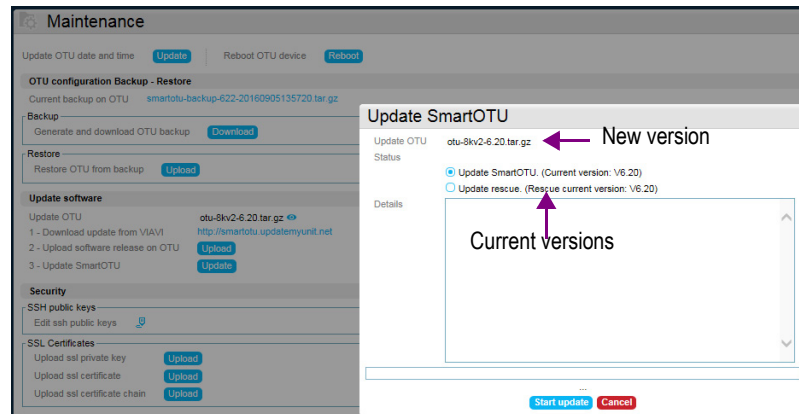 Maintenance
Update OTU date and time Update Reboot OTU device Reboot
OTU configuration Backup - Restore
Current backup on OTU smartotu-backup-622-20160905135720.tar.gz
Backup
Generate and download OTU backup Download
Restore
Restore OTU from backup Upload
Update software
Update OTU otu-8kv2-6.20.tar.gz
1 - Download update from VIAVI http://smartotu.updatemyunit.net
2 - Upload software release on OTU Upload
3 - Update SmartOTU Update
Security
SSH public keys
Edit ssh public keys
SSL Certificates
Upload ssl private key Upload
Upload ssl certificate Upload
Upload ssl certificate chain Upload
Update SmartOTU
Update OTU otu-8kv2-6.20.tar.gz New version
Status
Update SmartOTU. (Current version: V6.20)
Update rescue. (Rescue current version: V6.20)
Details
Current versions
...
Start update Cancel